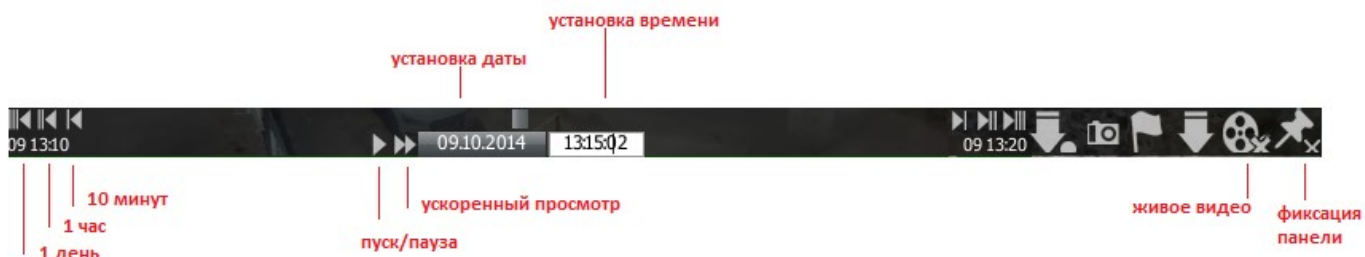 установка времени
установка даты
09 13:10
09.10.2014
13:15:02
09 13:20
10 минут
1 час
1 день
ускоренный просмотр
пуск/пауза
живое видео
фиксация
панели